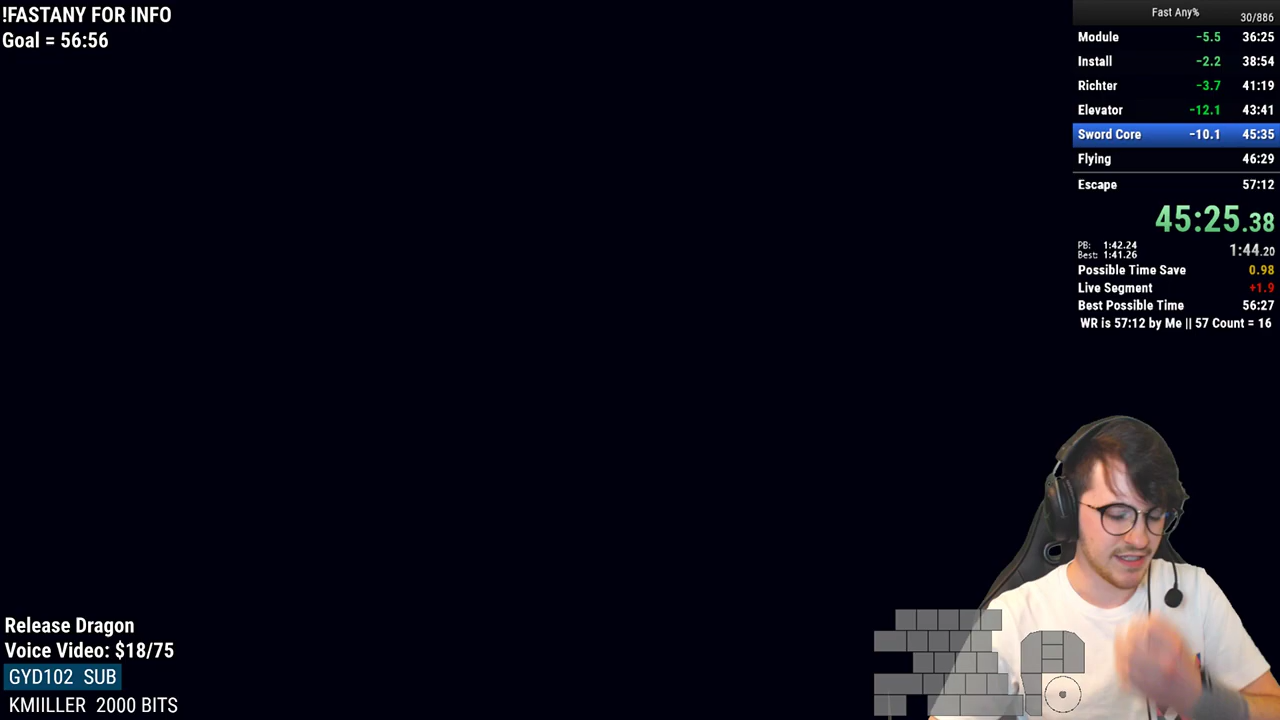 !FASTANY FOR INFO
Goal = 56:56
Fast Any% 30/886
Module -5.5 36:25
Install -2.2 38:54
Richter -3.7 41:19
Elevator -12.1 43:41
Sword Core -10.1 45:35
Flying 46:29
Escape 57:12
45:25.38
PB: 1:42.24
Best: 1:41.26
1:44.20
Possible Time Save 0.98
Live Segment +1.9
Best Possible Time 56:27
WR is 57:12 by Me || 57 Count = 16
Release Dragon
Voice Video: $18/75
GYD102 SUB
KMIILLER 2000 BITS